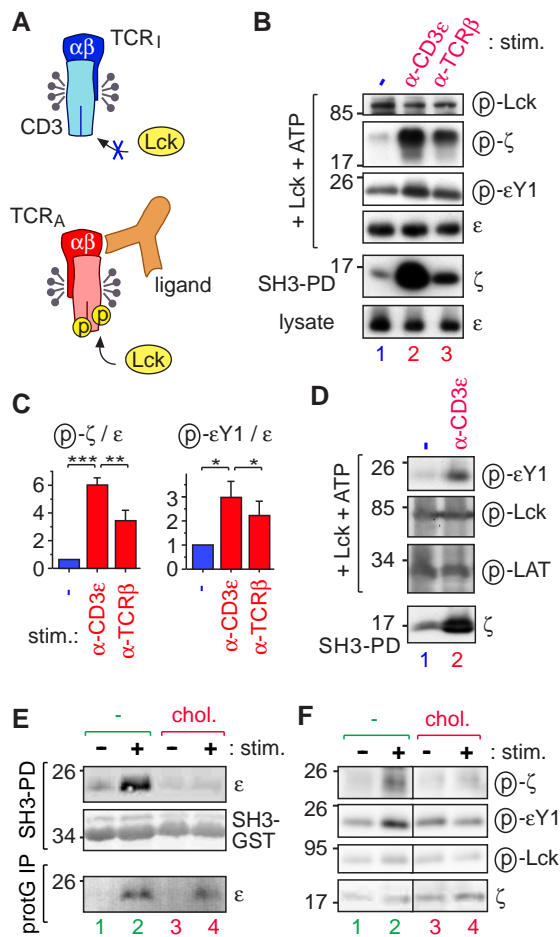 A
αβ
TCR I
CD3
Lck
TCR A
αβ
ligand
p
p
Lck
B
α-CD3ε
α-TCRβ
: stim.
-
+ Lck + ATP
85
ⓟ-Lck
17
ⓟ-ζ
26
ⓟ-εY1
ε
SH3-PD
17
ζ
lysate
ε
1 2 3
C
ⓟ-ζ / ε
ⓟ-εY1 / ε
*** **
* *
6
4
2
0
3
2
1
0
stim.:
-
α-CD3ε
α-TCRβ
-
α-CD3ε
α-TCRβ
D
-
α-CD3ε
+ Lck + ATP
26
ⓟ-εY1
85
ⓟ-Lck
34
ⓟ-LAT
SH3-PD
17
ζ
1 2
E
- chol.
- + - + : stim.
SH3-PD
26
ε
34
SH3-
GST
protG IP
26
ε
1 2 3 4
F
- chol.
- + - + : stim.
26
ⓟ-ζ
26
ⓟ-εY1
95
ⓟ-Lck
17
ζ
1 2 3 4